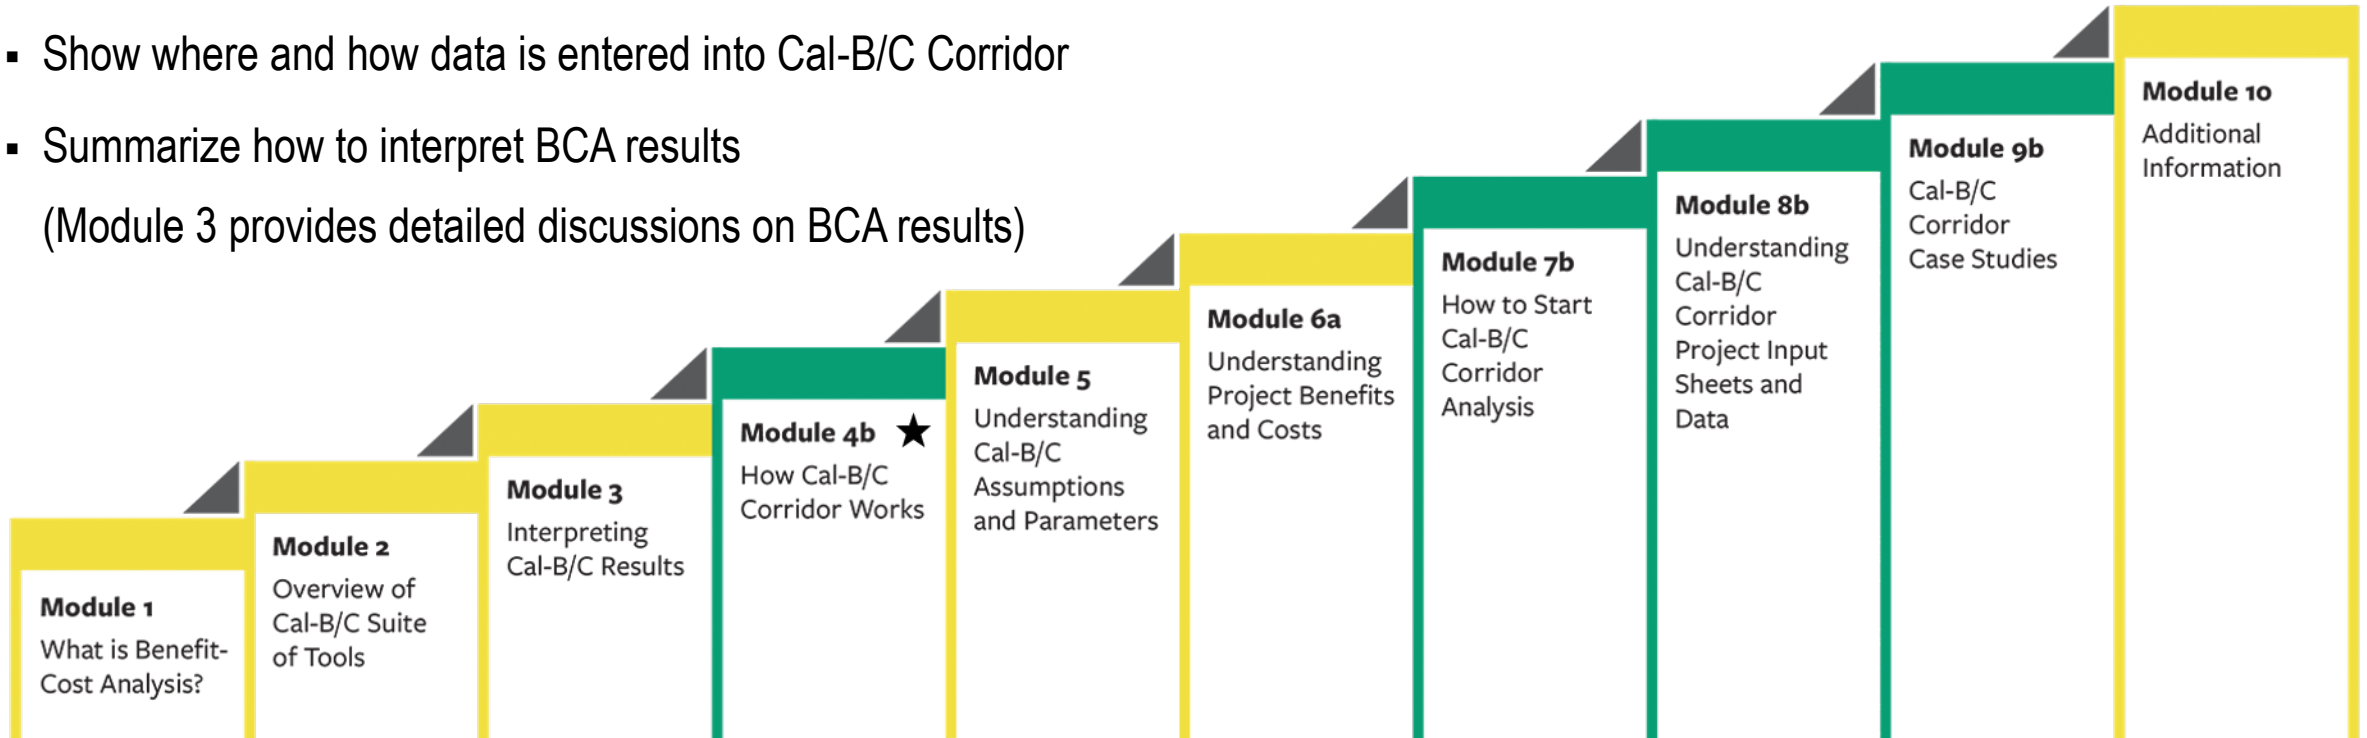 ▪ Show where and how data is entered into Cal-B/C Corridor
▪ Summarize how to interpret BCA results
(Module 3 provides detailed discussions on BCA results)
Module 1
What is Benefit-
Cost Analysis?
Module 2
Overview of
Cal-B/C Suite
of Tools
Module 3
Interpreting
Cal-B/C Results
Module 4b ★
How Cal-B/C
Corridor Works
Module 5
Understanding
Cal-B/C
Assumptions
and Parameters
Module 6a
Understanding
Project Benefits
and Costs
Module 7b
How to Start
Cal-B/C
Corridor
Analysis
Module 8b
Understanding
Cal-B/C
Corridor
Project Input
Sheets and
Data
Module 9b
Cal-B/C
Corridor
Case Studies
Module 10
Additional
Information